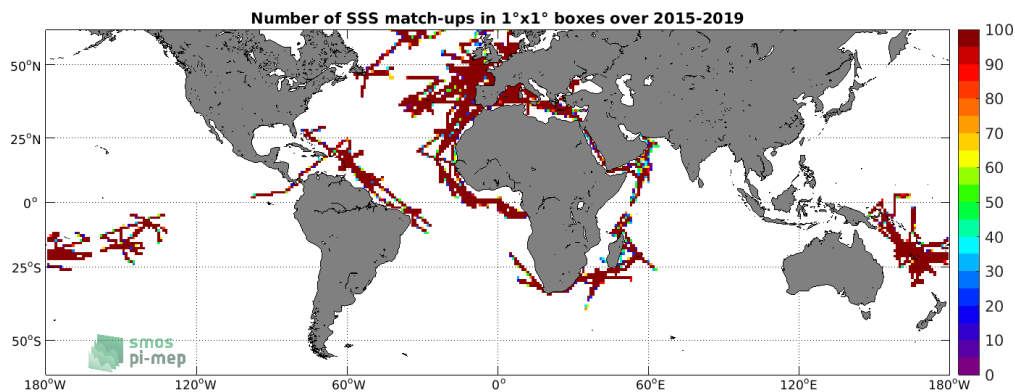 Number of SSS match-ups in 1°x1° boxes over 2015-2019
50°N
25°N
0°
25°S
50°S
180°W
120°W
60°W
0°
60°E
120°E
180°W
100
90
80
70
60
50
40
30
20
10
0
smos
pi-mep